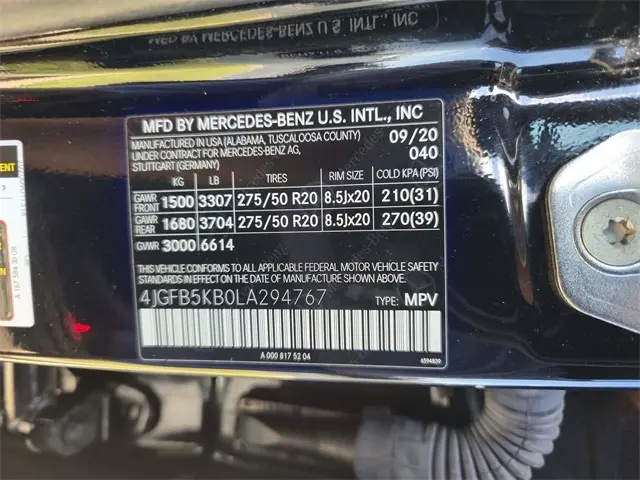 MFD BY MERCEDES-BENZ U.S. INTL., INC
MFD BY MERCEDES-BENZ U.S. INTL., INC
MANUFACTURED IN USA (ALABAMA, TUSCALOOSA COUNTY) 09/20
UNDER CONTRACT FOR MERCEDES-BENZ AG, 040
STUTTGART (GERMANY)
KG LB TIRES RIM SIZE COLD KPA (PSI)
GAWR FRONT 1500 3307 275/50 R20 8.5Jx20 210(31)
GAWR REAR 1680 3704 275/50 R20 8.5Jx20 270(39)
GVWR 3000 6614
THIS VEHICLE CONFORMS TO ALL APPLICABLE FEDERAL MOTOR VEHICLE SAFETY
STANDARDS IN EFFECT ON THE DATE OF MANUFACTURE SHOWN ABOVE.
4JGFB5KB0LA294767 TYPE: MPV
A 000 817 52 04 6594839